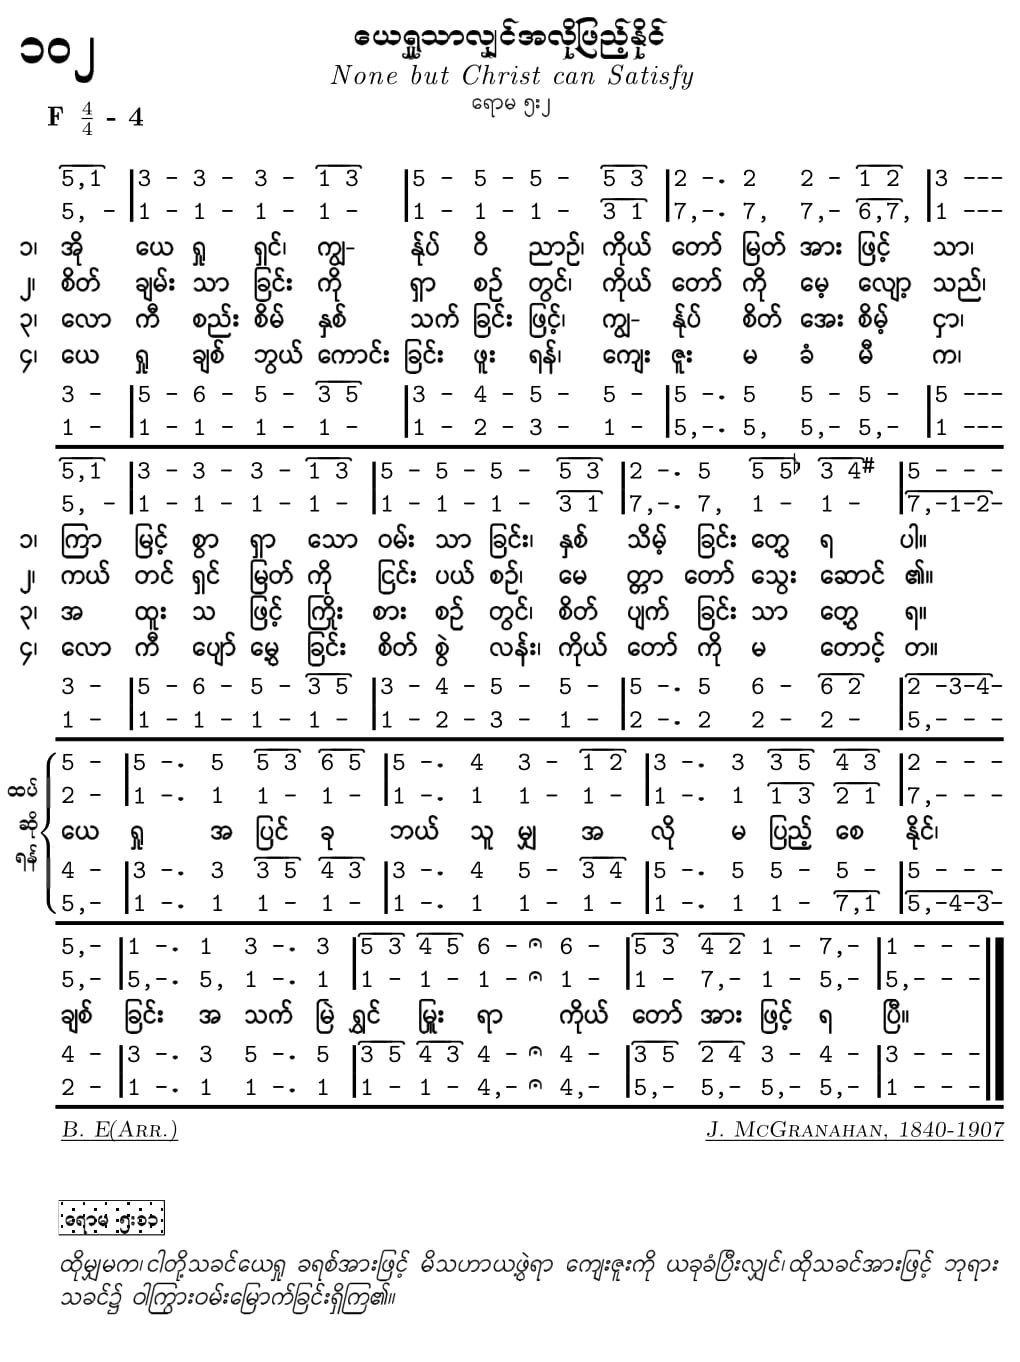 ၁၀၂
ယေရှုသာလျှင်အလိုဖြည့်နိုင်
None but Christ can Satisfy
ရောမ ၅း၂
F 4/4 - 4
5,1 |3 - 3 - 3 - 1 3 |5 - 5 - 5 - 5 3 |2 -. 2 2 - 1 2 |3 ---
5, - |1 - 1 - 1 - 1 - |1 - 1 - 1 - 3 1 |7,-. 7, 7,- 6,7, |1 ---
၁၊ အို ယေ ရှု ရှင်၊ ကျွ- န်ုပ် ဝိ ညာဉ်၊ ကိုယ် တော် မြတ် အား ဖြင့် သာ၊
၂၊ စိတ် ချမ်း သာ ခြင်း ကို ရှာ စဉ် တွင်၊ ကိုယ် တော် ကို မေ့ လျော့ သည်၊
၃၊ လော ကီ စည်း စိမ် နှစ် သက် ခြင်း ဖြင့်၊ ကျွ- န်ုပ် စိတ် အေး စိမ့် ငှာ၊
၄၊ ယေ ရှု ချစ် ဘွယ် ကောင်း ခြင်း ဖူး ရန်၊ ကျေး ဇူး မ ခံ မီ က၊
3 - |5 - 6 - 5 - 3 5 |3 - 4 - 5 - 5 - |5 -. 5 5 - 5 - |5 ---
1 - |1 - 1 - 1 - 1 - |1 - 2 - 3 - 1 - |5,-. 5, 5,- 5,- |1 ---
5,1 |3 - 3 - 3 - 1 3 |5 - 5 - 5 - 5 3 |2 -. 5 5 5♭ 3 4# |5 - - -
5, - |1 - 1 - 1 - 1 - |1 - 1 - 1 - 3 1 |7,-. 7, 1 - 1 - |7,-1-2-
၁၊ ကြာ မြင့် စွာ ရှာ သော ဝမ်း သာ ခြင်း၊ နှစ် သိမ့် ခြင်း တွေ့ ရ ပါ။
၂၊ ကယ် တင် ရှင် မြတ် ကို ငြင်း ပယ် စဉ်၊ မေ တ္တာ တော် သွေး ဆောင် ၏။
၃၊ အ ထူး သ ဖြင့် ကြိုး စား စဉ် တွင်၊ စိတ် ပျက် ခြင်း သာ တွေ့ ရ။
၄၊ လော ကီ ပျော် မွေ့ ခြင်း စိတ် စွဲ လန်း၊ ကိုယ် တော် ကို မ တောင့် တ။
3 - |5 - 6 - 5 - 3 5 |3 - 4 - 5 - 5 - |5 -. 5 6 - 6 2 |2 -3-4-
1 - |1 - 1 - 1 - 1 - |1 - 2 - 3 - 1 - |2 -. 2 2 - 2 - |5,- - -
ထပ် ဆို ရန်
5 - |5 -. 5 5 3 6 5 |5 -. 4 3 - 1 2 |3 -. 3 3 5 4 3 |2 - - -
2 - |1 -. 1 1 - 1 - |1 -. 1 1 - 1 - |1 -. 1 1 3 2 1 |7,- - -
ယေ ရှု အ ပြင် ခု ဘယ် သူ မျှ အ လို မ ပြည့် စေ နိုင်၊
4 - |3 -. 3 3 5 4 3 |3 -. 4 5 - 3 4 |5 -. 5 5 - 5 - |5 - - -
5,- |1 -. 1 1 - 1 - |1 -. 1 1 - 1 - |1 -. 1 1 - 7,1 |5,-4-3-
5,- |1 -. 1 3 -. 3 |5 3 4 5 6 - 𝄐 6 - |5 3 4 2 1 - 7,- |1 - - -
5,- |5,-. 5, 1 -. 1 |1 - 1 - 1 - 𝄐 1 - |1 - 7,- 1 - 5,- |5,- - -
ချစ် ခြင်း အ သက် မြဲ ရွှင် မြူး ရာ ကိုယ် တော် အား ဖြင့် ရ ပြီ။
4 - |3 -. 3 5 -. 5 |3 5 4 3 4 - 𝄐 4 - |3 5 2 4 3 - 4 - |3 - - -
2 - |1 -. 1 1 -. 1 |1 - 1 - 4,- 𝄐 4,- |5,- 5,- 5,- 5,- |1 - - -
B. E(ARR.) J. MCGRANAHAN, 1840-1907
ရောမ ၅း၁၁
ထိုမျှမက၊ ငါတို့သခင်ယေရှု ခရစ်အားဖြင့် မိသဟာယဖွဲ့ရာ ကျေးဇူးကို ယခုခံပြီးလျှင်၊ ထိုသခင်အားဖြင့် ဘုရား
သခင်၌ ဝါကြွားဝမ်းမြောက်ခြင်းရှိကြ၏။